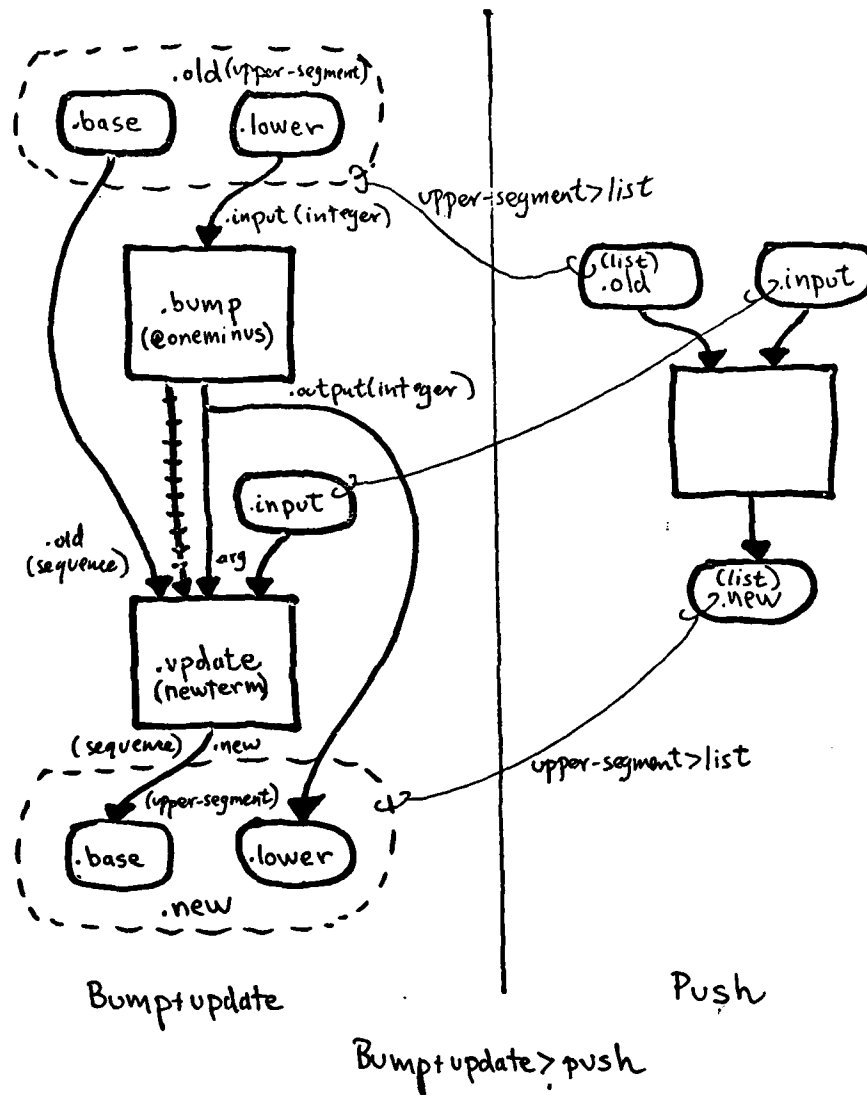 .old (upper-segment)
.base
.lower
.input (integer)
upper-segment>list
(list)
.old
.input
.bump
(@oneminus)
.output(integer)
.input
.old
(sequence)
.arg
(list)
.new
.update
(newterm)
(sequence) .new
upper-segment>list
(upper-segment)
.base
.lower
.new
Bump+update
Push
Bump+update>push